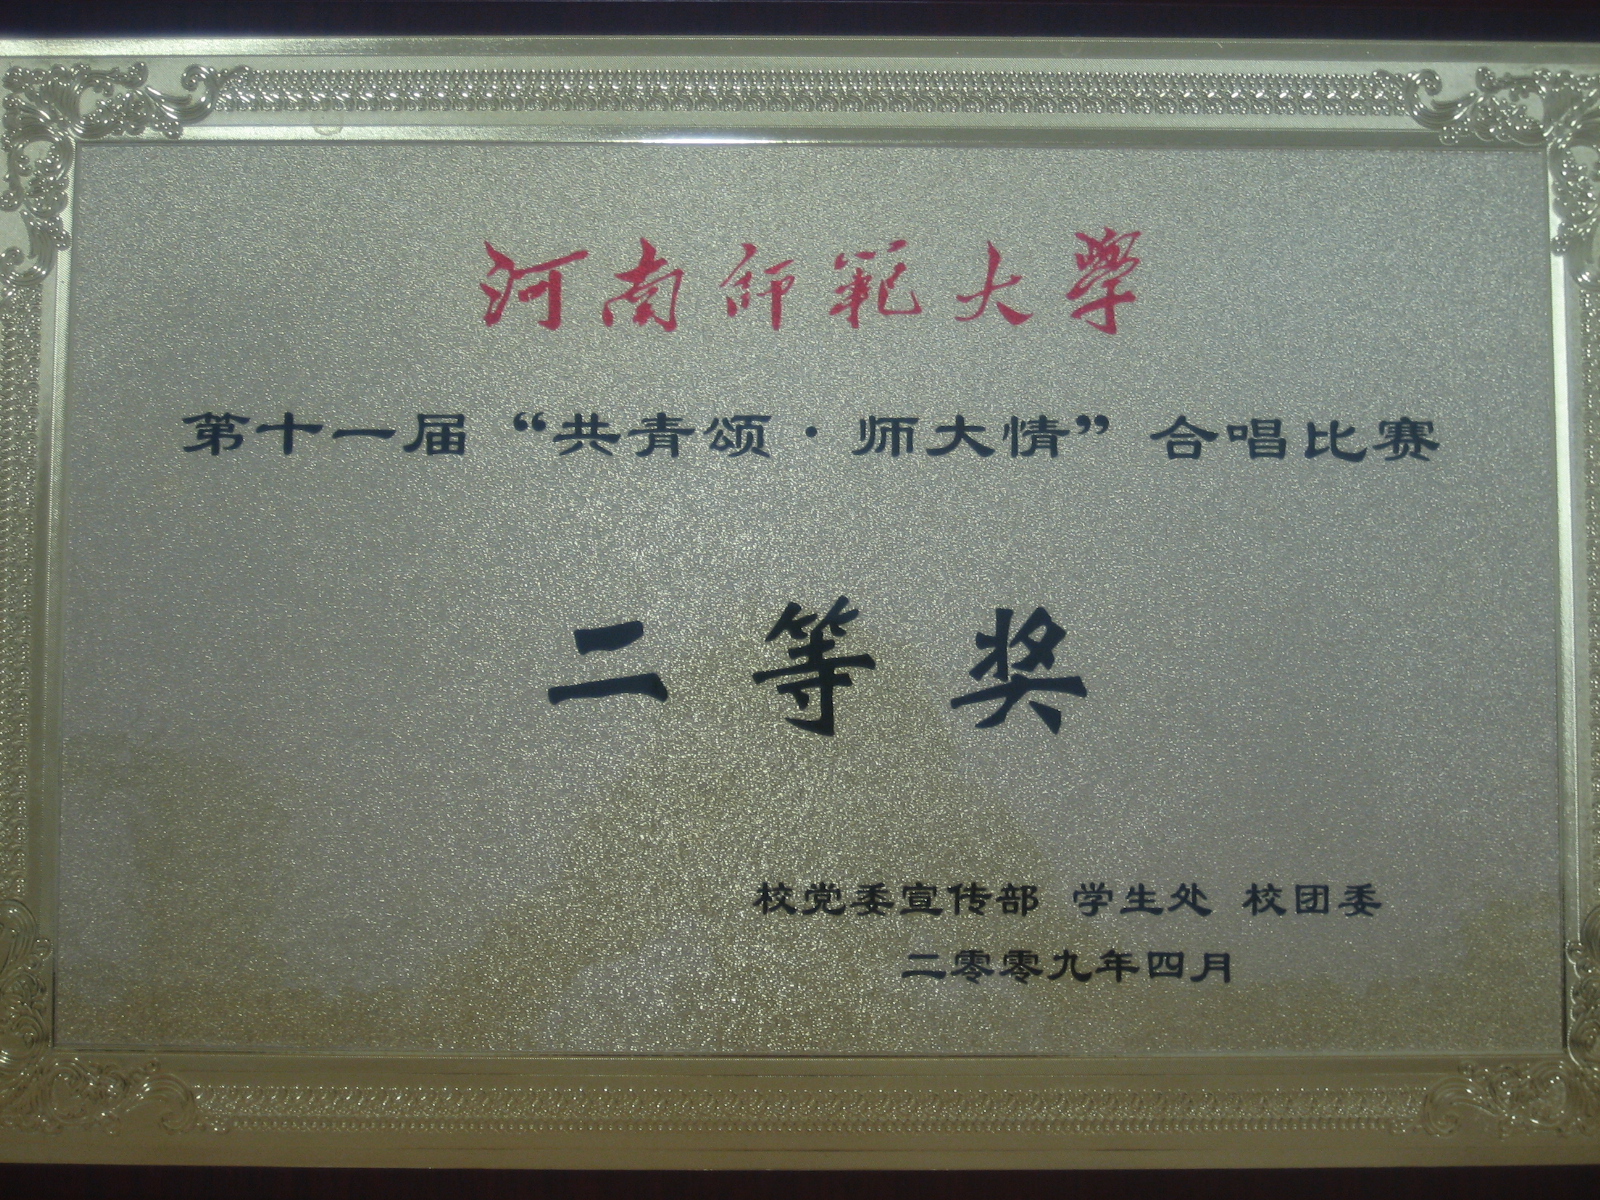 河南师範大學
第十一届“共青颂·师大情”合唱比赛
二等奖
校党委宣传部 学生处 校团委
二零零九年四月